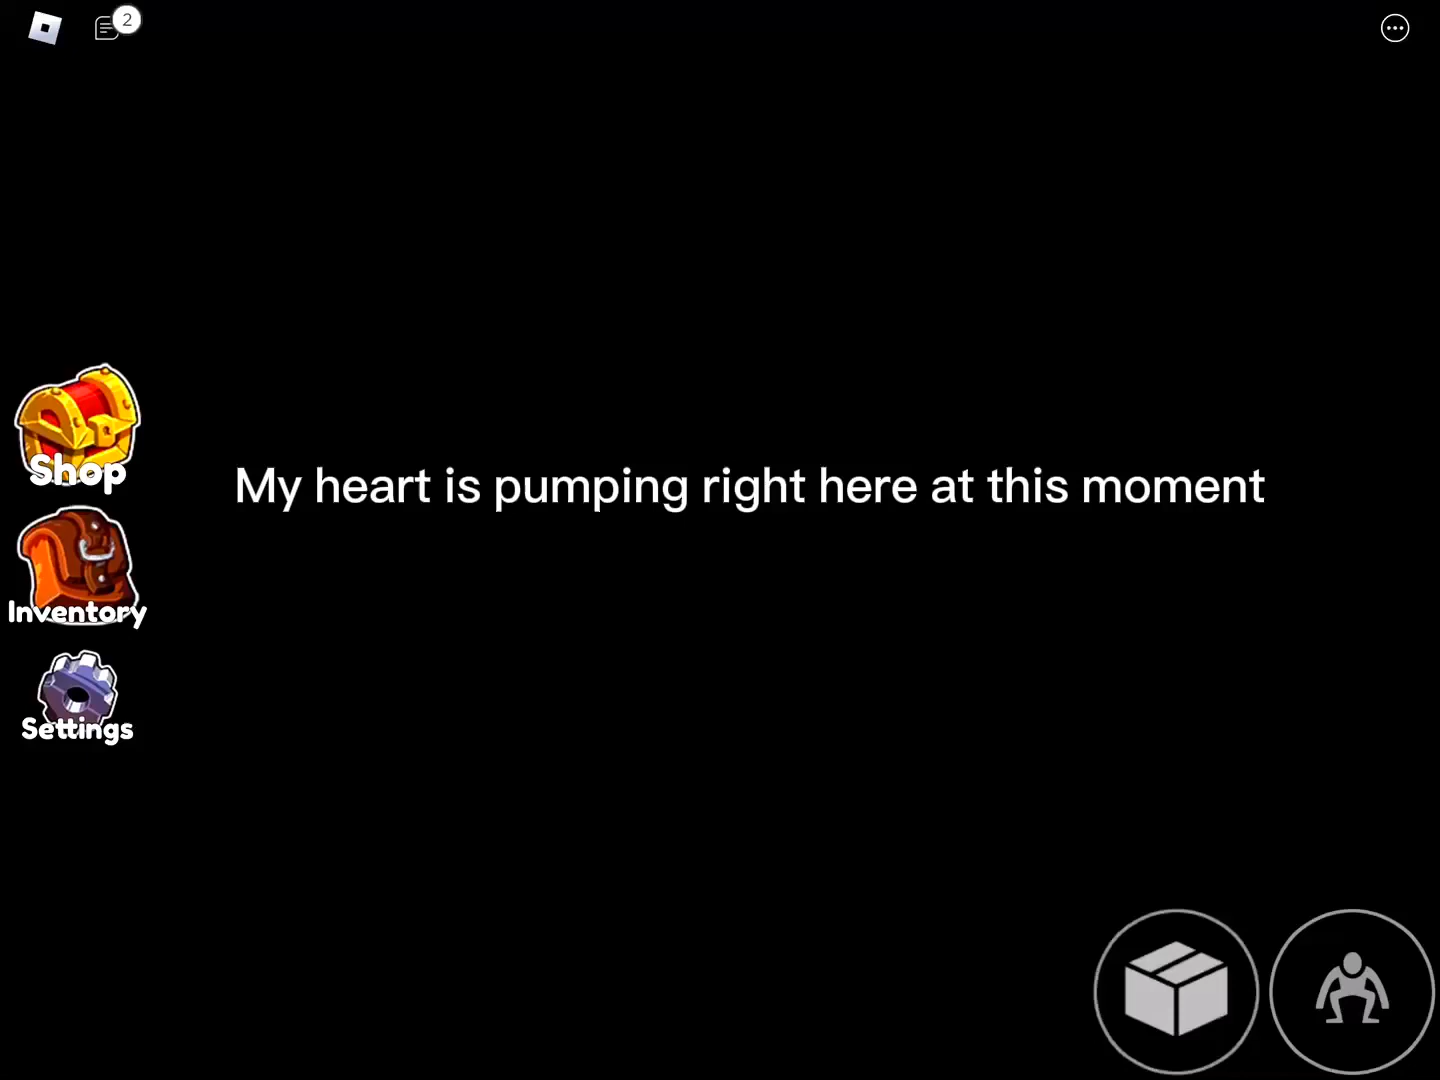 2
Shop
My heart is pumping right here at this moment
Inventory
Settings